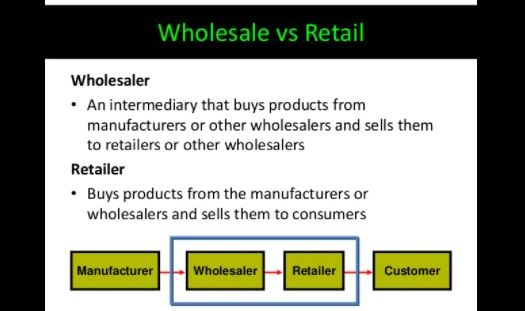 Wholesale vs Retail
Wholesaler
• An intermediary that buys products from
manufacturers or other wholesalers and sells them
to retailers or other wholesalers
Retailer
• Buys products from the manufacturers or
wholesalers and sells them to consumers
Manufacturer Wholesaler Retailer Customer